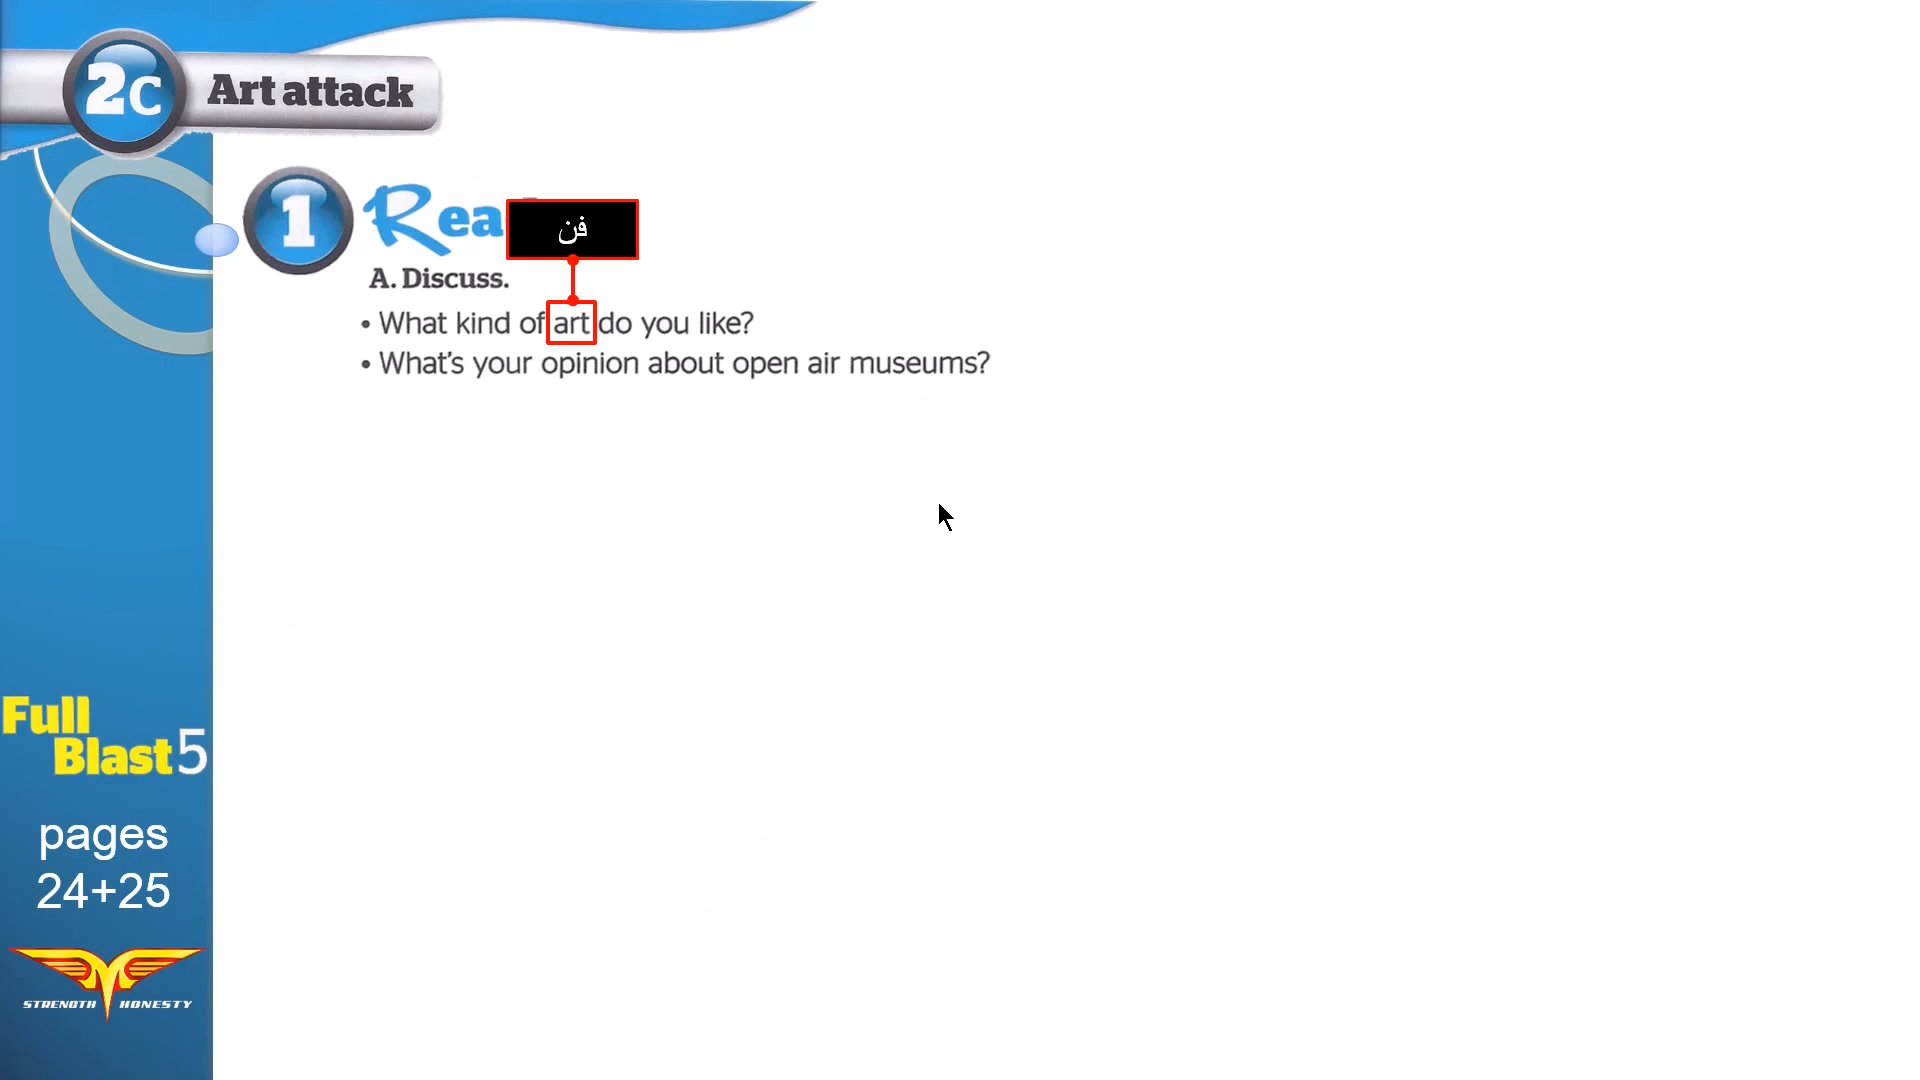 2c Art attack
1 Rea
فن
A. Discuss.
• What kind of art do you like?
• What's your opinion about open air museums?
Full
Blast 5
pages
24+25
STRENGTH HONESTY